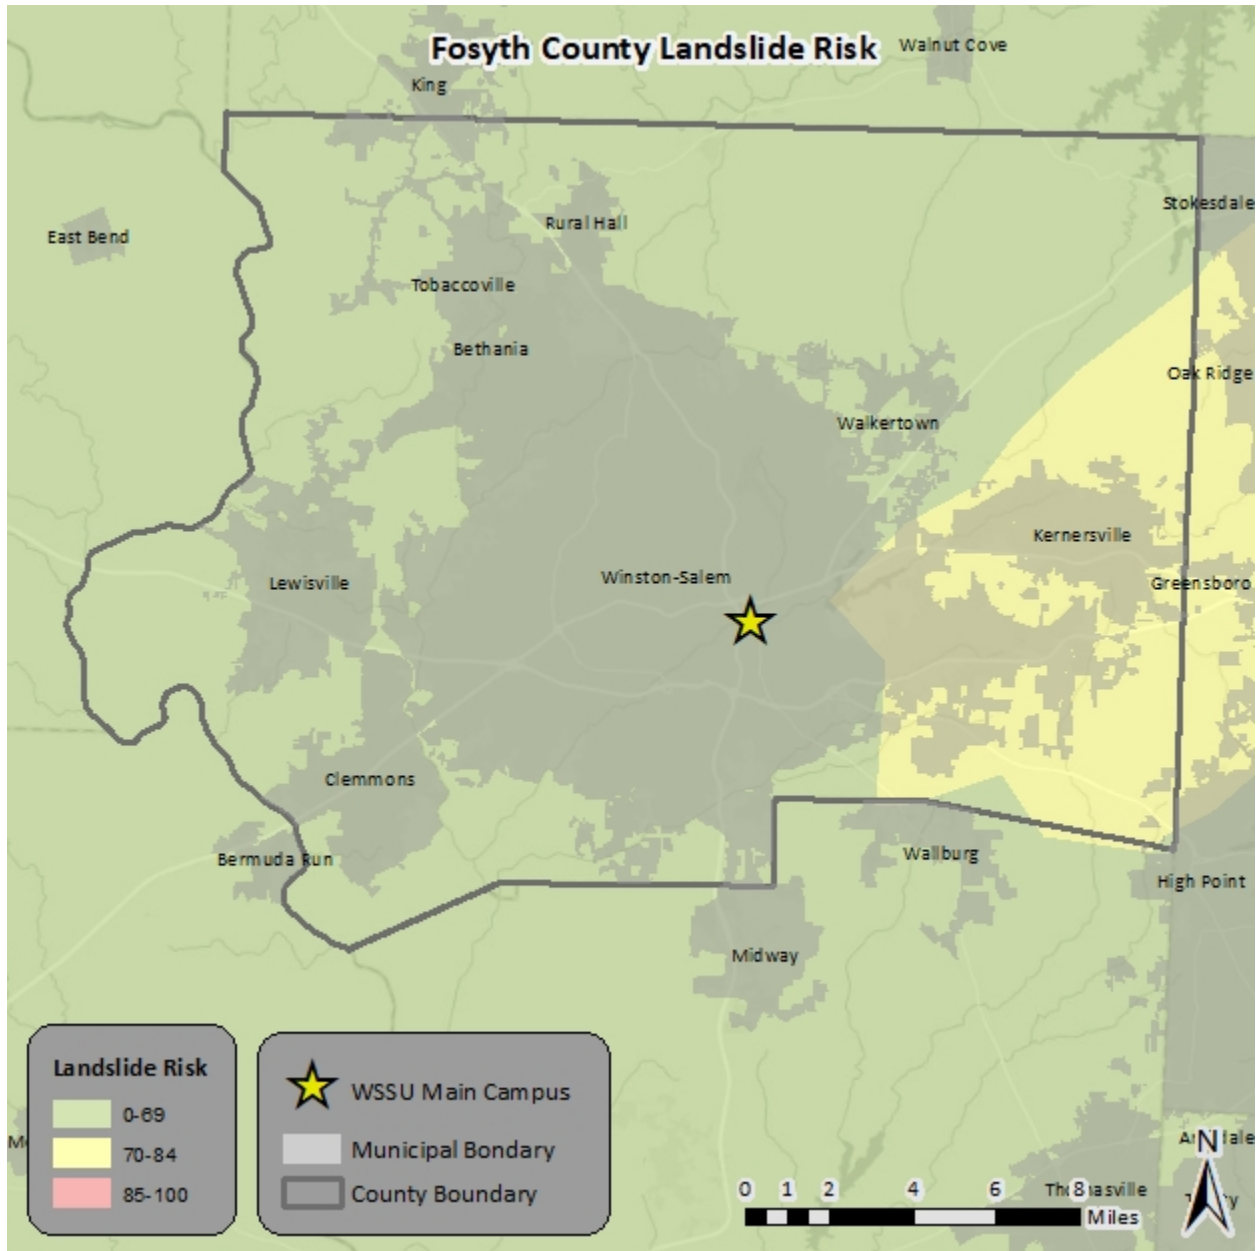 Fosyth County Landslide Risk
Walnut Cove
King
Stokesdale
East Bend
Rural Hall
Tobaccoville
Bethania
Oak Ridge
Walkertown
Kernersville
Winston-Salem
Lewisville
Greensboro
Clemmons
Bermuda Run
Wallburg
High Point
Midway
Landslide Risk
0-69
70-84
85-100
WSSU Main Campus
Municipal Bondary
County Boundary
N
0 1 2 4 6 8
Miles
Thomasville